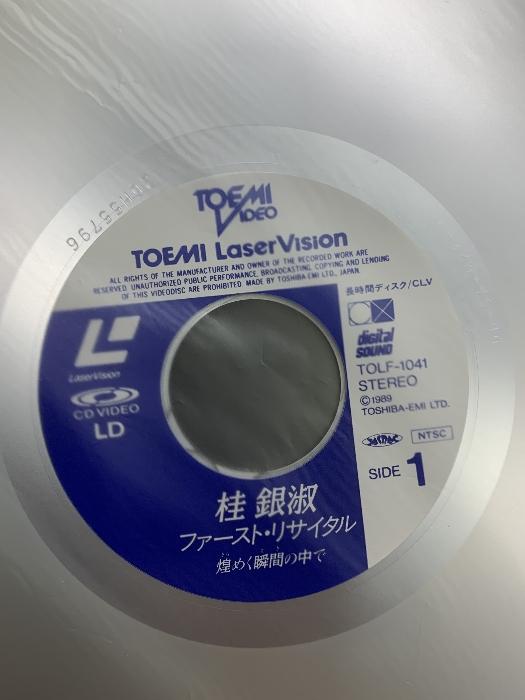 TOEMI
VIDEO
TOEMI LaserVision
ALL RIGHTS OF THE MANUFACTURER AND OWNER OF THE RECORDED WORK ARE
RESERVED. UNAUTHORIZED PUBLIC PERFORMANCE, BROADCASTING, COPYING AND LENDING
OF THIS VIDEODISC ARE PROHIBITED. MADE BY TOSHIBA-EMI LTD. JAPAN.
長時間ディスク/CLV
digital
SOUND
TOLF-1041
STEREO
Ⓒ1989
TOSHIBA-EMI LTD.
NTSC
SIDE 1
LaserVision
CD VIDEO
LD
桂 銀淑
ファースト・リサイタル
煌めく瞬間の中で